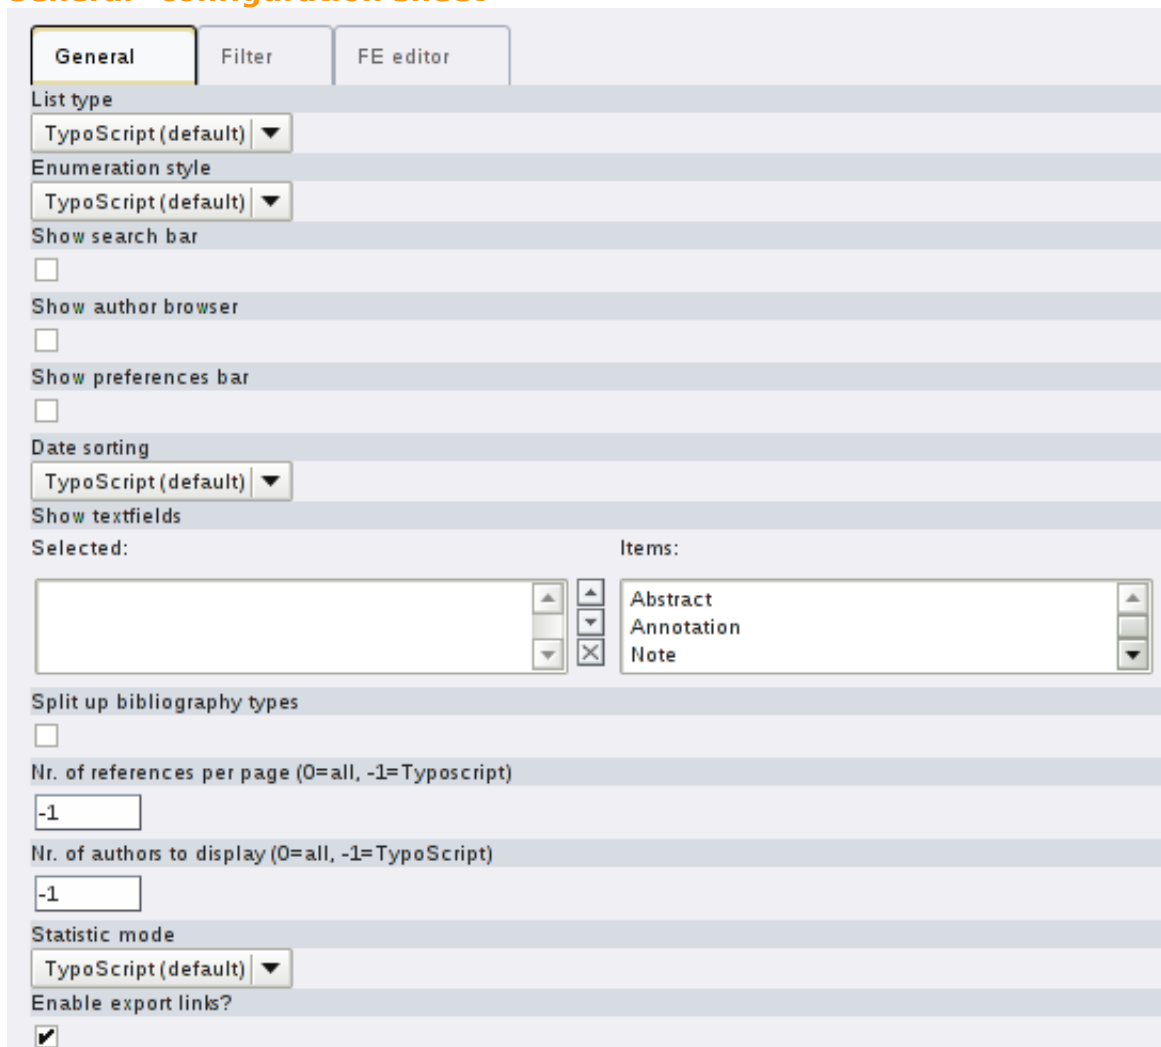 General Filter FE editor
List type
TypoScript (default)
Enumeration style
TypoScript (default)
Show search bar
Show author browser
Show preferences bar
Date sorting
TypoScript (default)
Show textfields
Selected: Items:
Abstract
Annotation
Note
Split up bibliography types
Nr. of references per page (0=all, -1=Typoscript)
-1
Nr. of authors to display (0=all, -1=TypoScript)
-1
Statistic mode
TypoScript (default)
Enable export links?